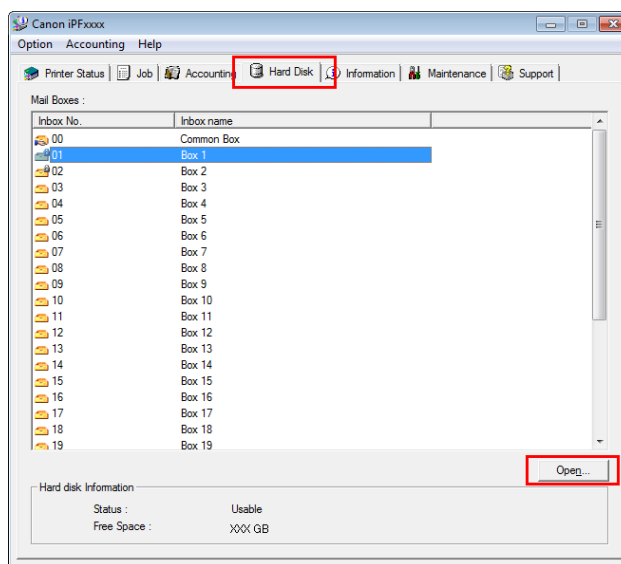 Canon iPFxxxx
Option Accounting Help
Printer Status Job Accounting Hard Disk Information Maintenance Support
Mail Boxes :
Inbox No. Inbox name
00 Common Box
01 Box 1
02 Box 2
03 Box 3
04 Box 4
05 Box 5
06 Box 6
07 Box 7
08 Box 8
09 Box 9
10 Box 10
11 Box 11
12 Box 12
13 Box 13
14 Box 14
15 Box 15
16 Box 16
17 Box 17
18 Box 18
19 Box 19
Open...
Hard disk Information
Status : Usable
Free Space : XXX GB